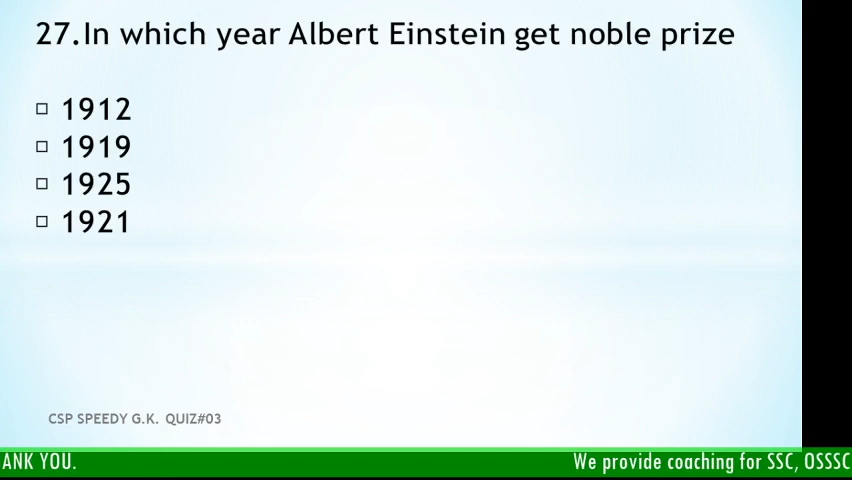 27.In which year Albert Einstein get noble prize
1912
1919
1925
1921
CSP SPEEDY G.K. QUIZ#03
ANK YOU. We provide coaching for SSC, OSSSC